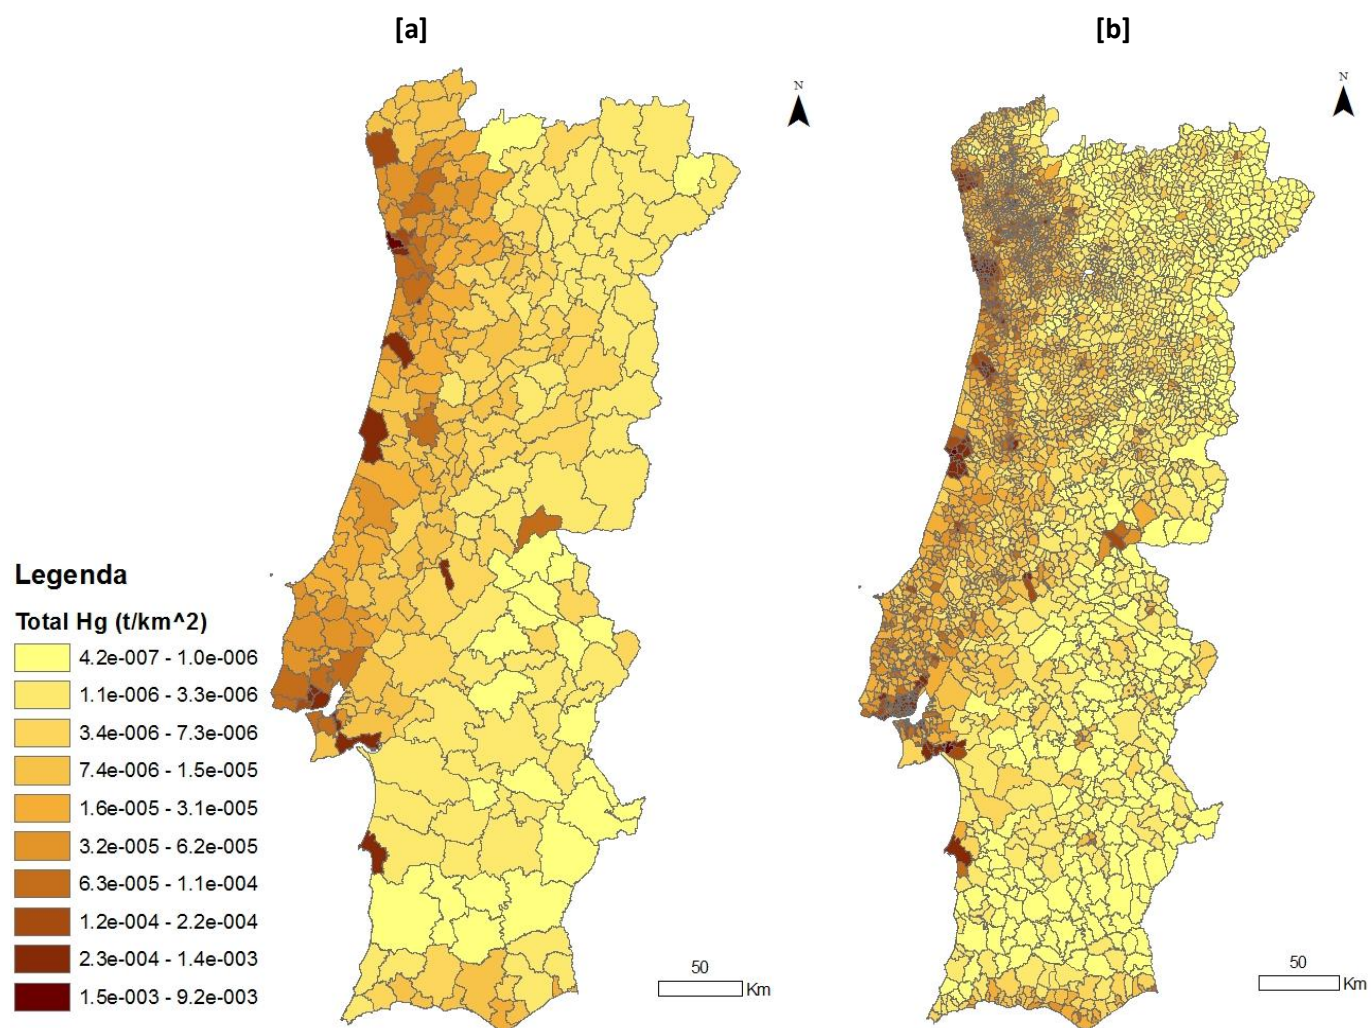 [a]
[b]
N
N
Legenda
Total Hg (t/km^2)
4.2e-007 - 1.0e-006
1.1e-006 - 3.3e-006
3.4e-006 - 7.3e-006
7.4e-006 - 1.5e-005
1.6e-005 - 3.1e-005
3.2e-005 - 6.2e-005
6.3e-005 - 1.1e-004
1.2e-004 - 2.2e-004
2.3e-004 - 1.4e-003
1.5e-003 - 9.2e-003
50
Km
50
Km